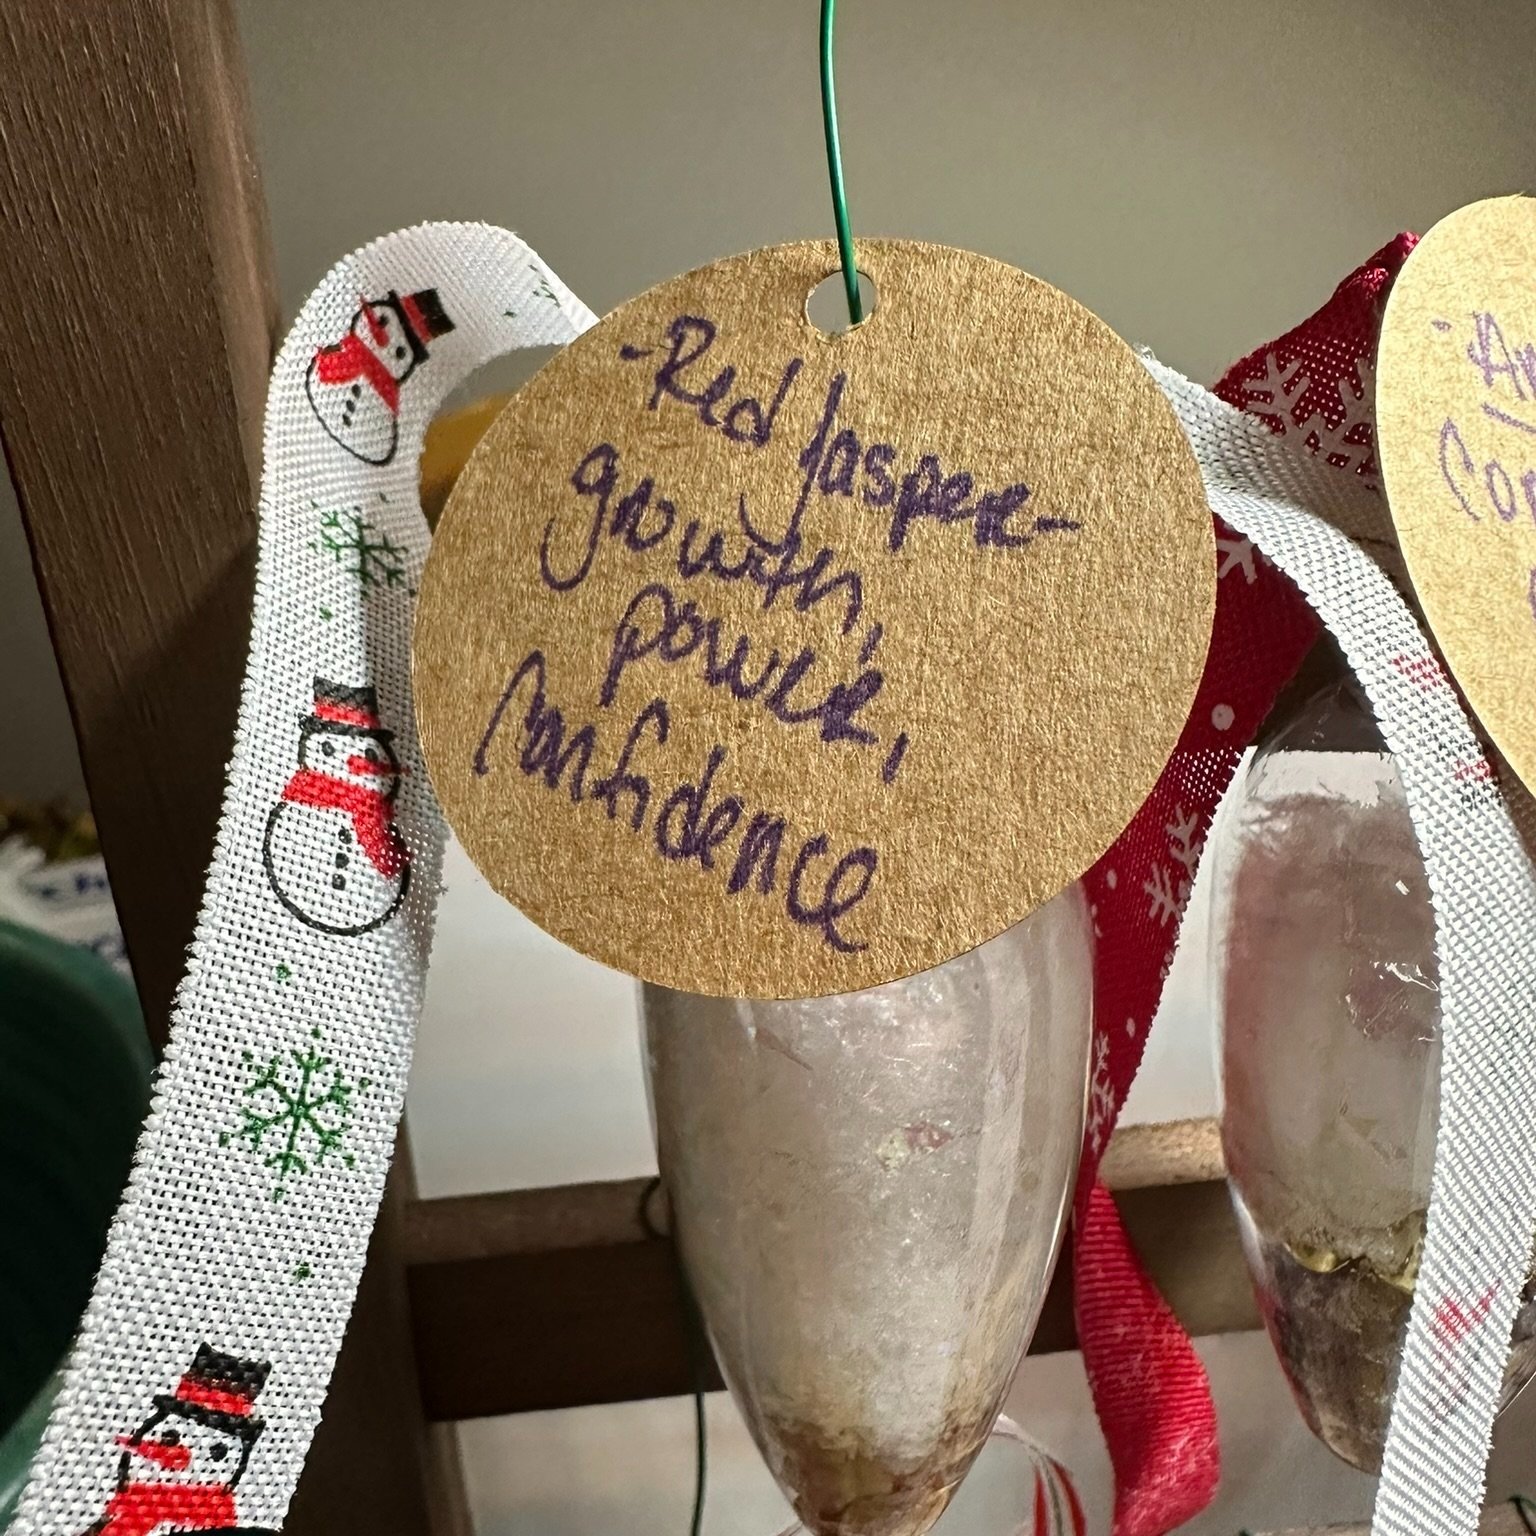 -Red Jasper-
growth,
power,
Confidence